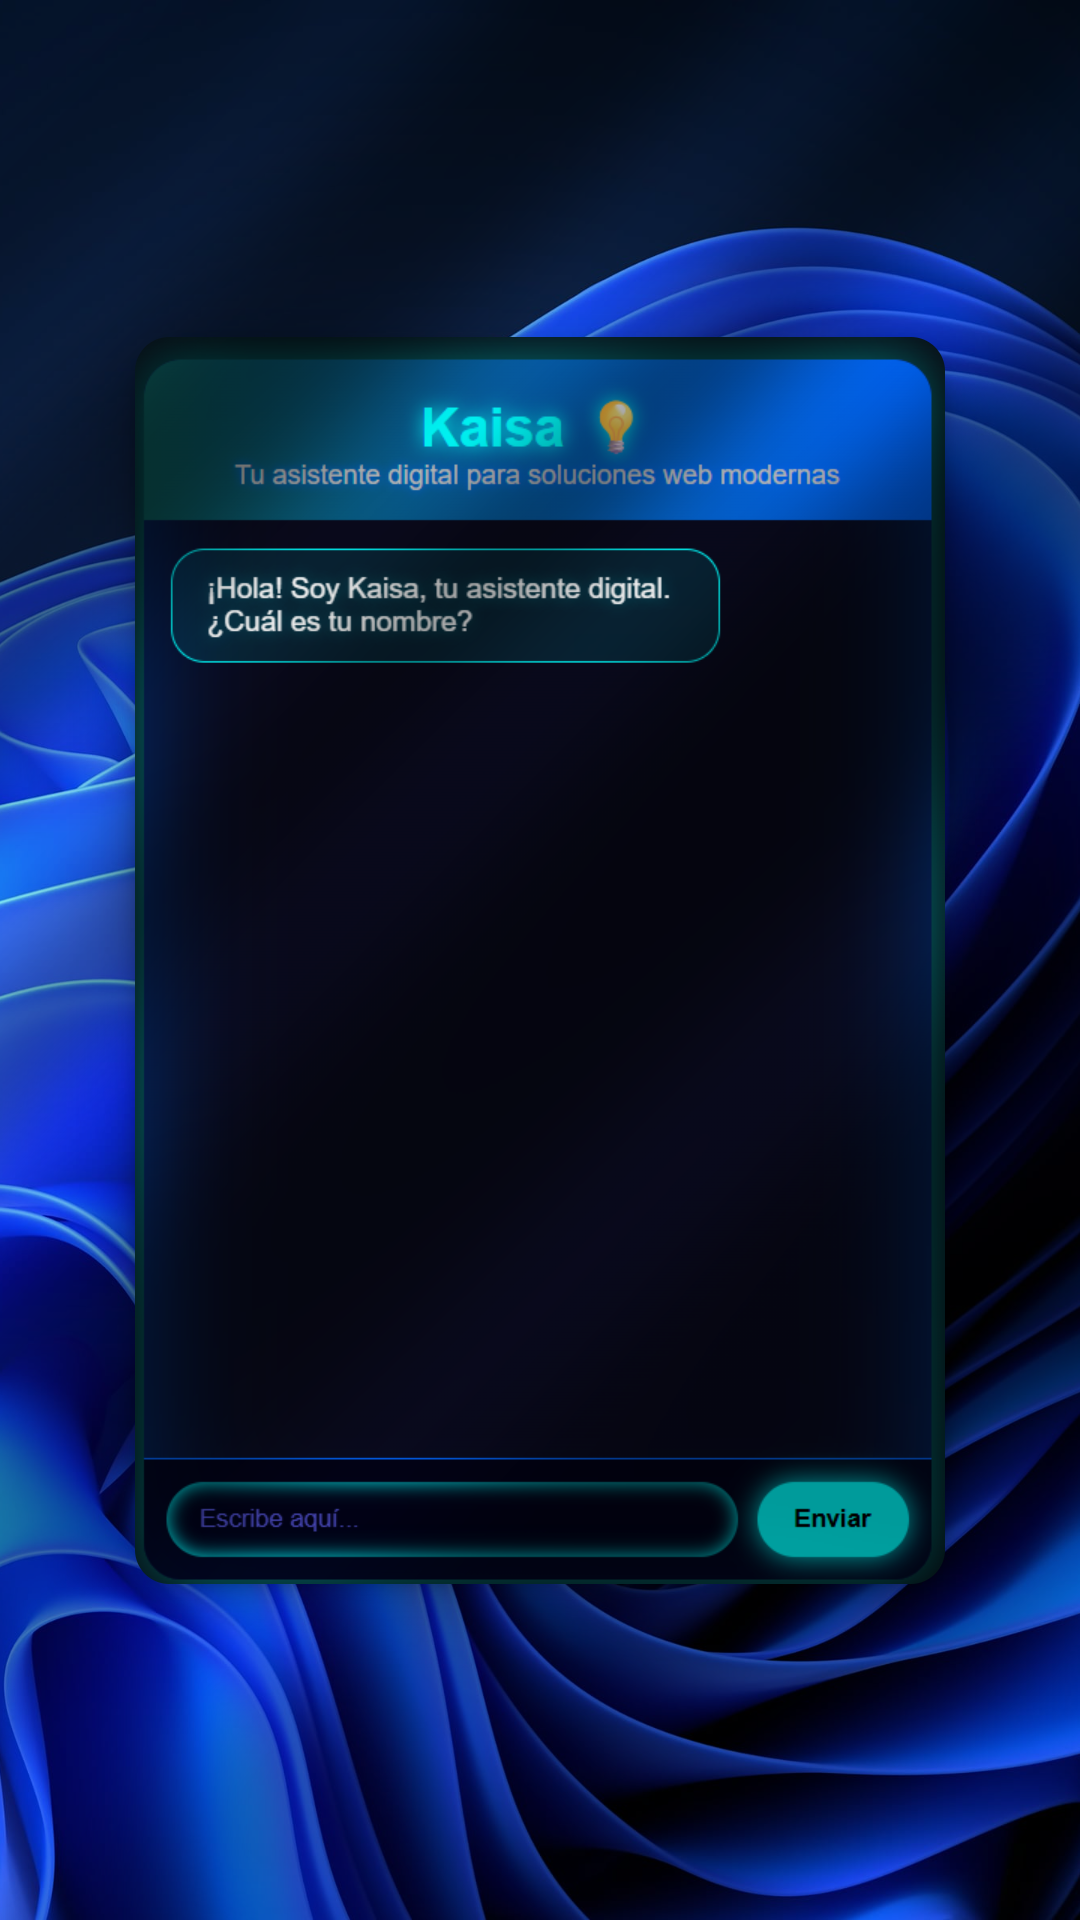 Kaisa 💡
Tu asistente digital para soluciones web modernas
¡Hola! Soy Kaisa, tu asistente digital.
¿Cuál es tu nombre?
Escribe aquí...
Enviar